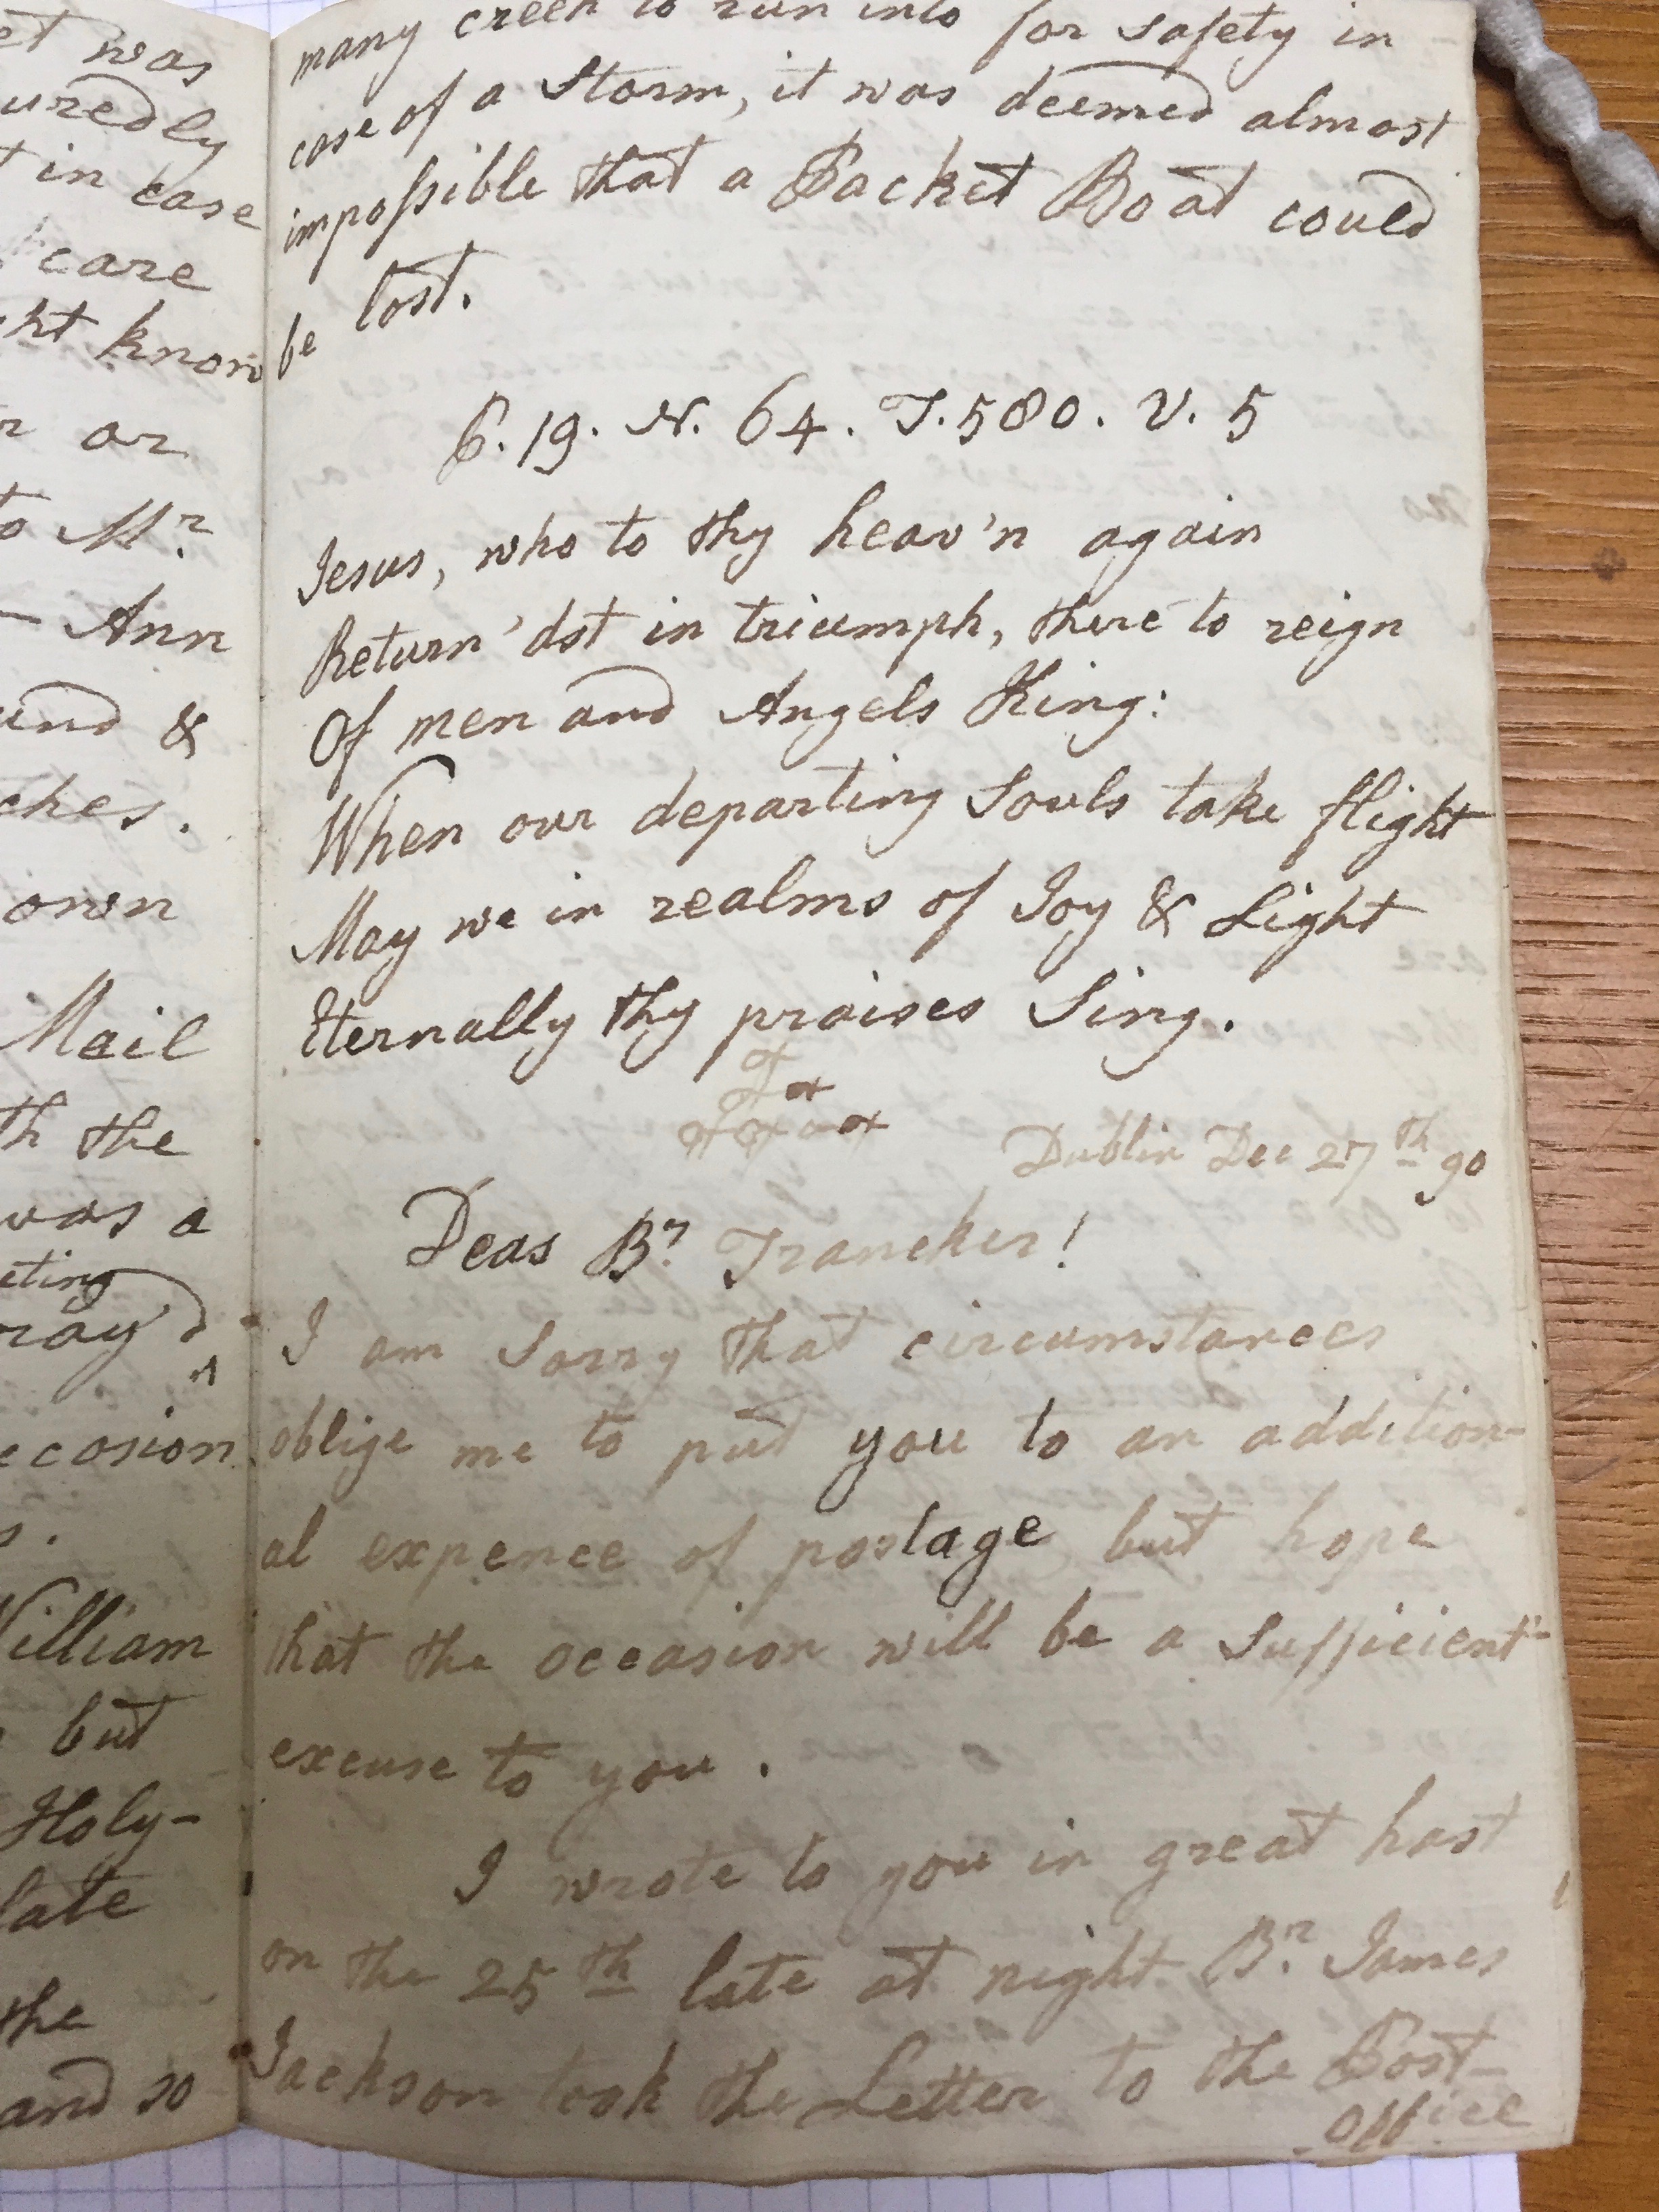 et was
uredly
t in case
care
ht know
r or
to Mr.
- Ann
und &
ches.
own
Mail
th the
was a
eting
ray'd
^
ccasion
s.
William
but
Holy-
late
the
and so
many creek to run into for safety in
case of a Storm, it was deemed almost
impossible that a Packet Boat could
be lost.
P. 19. N. 64. T. 580. V. 5
Jesus, who to thy heav'n again
Return'dst in triumph, there to reign
Of men and Angels King:
When our departing Souls take flight
May we in realms of Joy & Light
Eternally thy praises Sing.
Dublin Dec 27th 90
Dear Br. Traneker!
I am Sorry that circumstances
oblige me to put you to an addition-
al expence of postage but hope
that the occasion will be a Sufficient
excuse to you.
I wrote to you in great hast
on the 25th late at night. Br. James
Jackson took the Letter to the Post-
Office